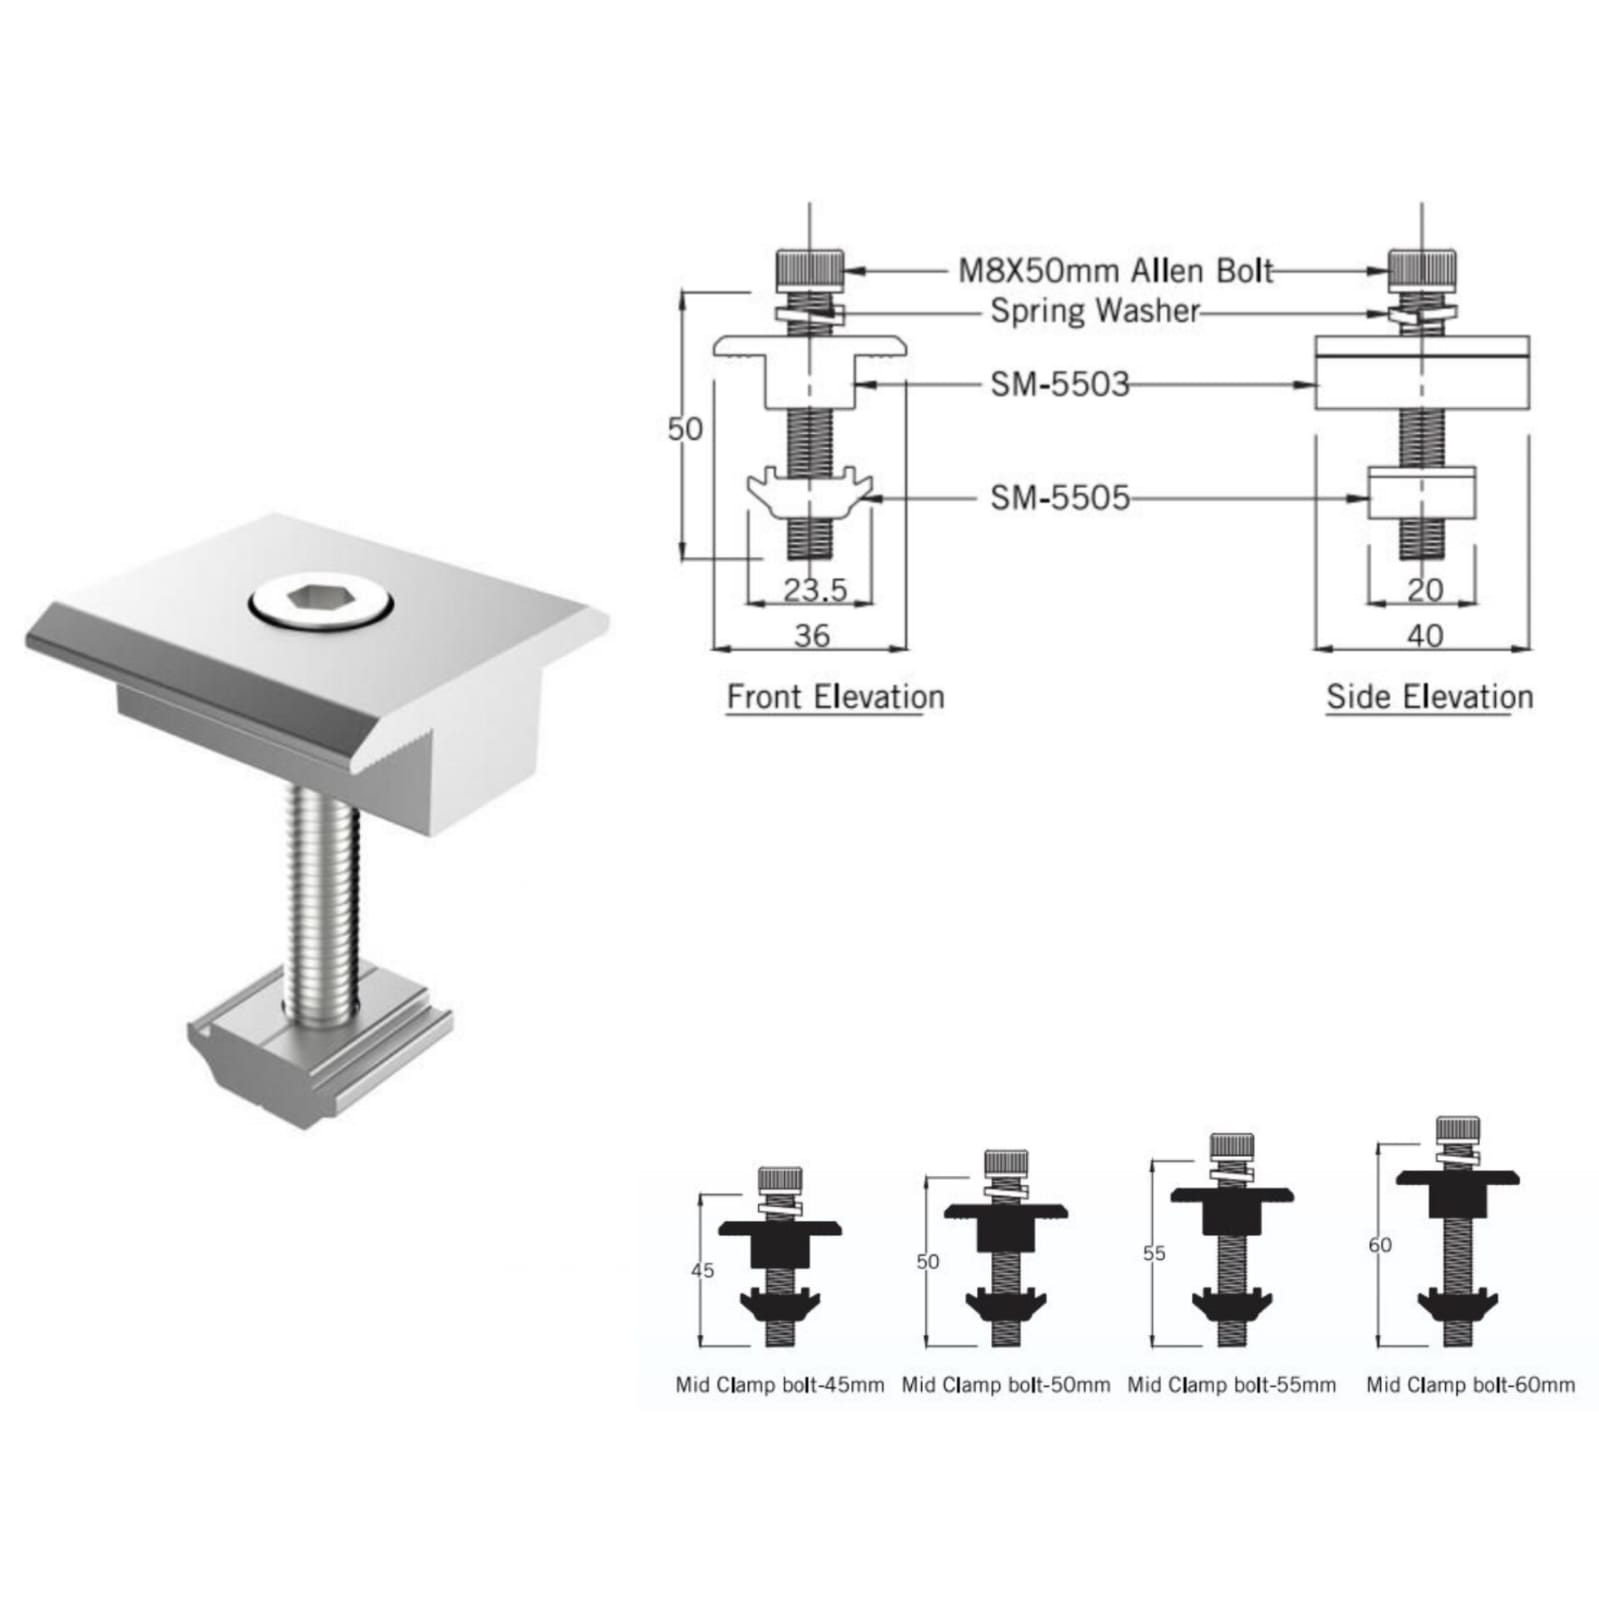 M8X50mm Allen Bolt
Spring Washer
SM-5503
50
SM-5505
23.5
20
36
40
Front Elevation
Side Elevation
45
50
55
60
Mid Clamp bolt-45mm
Mid Clamp bolt-50mm
Mid Clamp bolt-55mm
Mid Clamp bolt-60mm